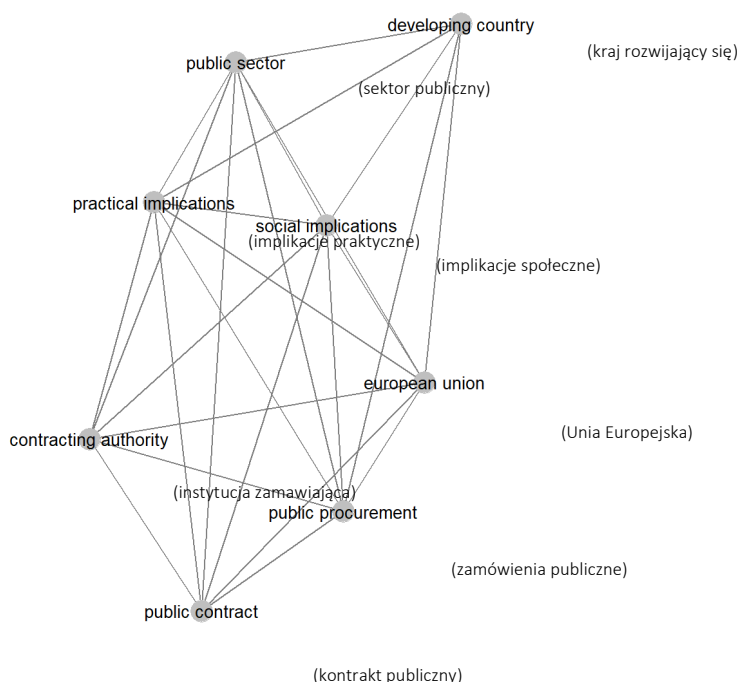 developing country
(kraj rozwijający się)
public sector
(sektor publiczny)
practical implications
social implications
(implikacje praktyczne)
(implikacje społeczne)
european union
(Unia Europejska)
contracting authority
(instytucja zamawiająca)
public procurement
(zamówienia publiczne)
public contract
(kontrakt publiczny)